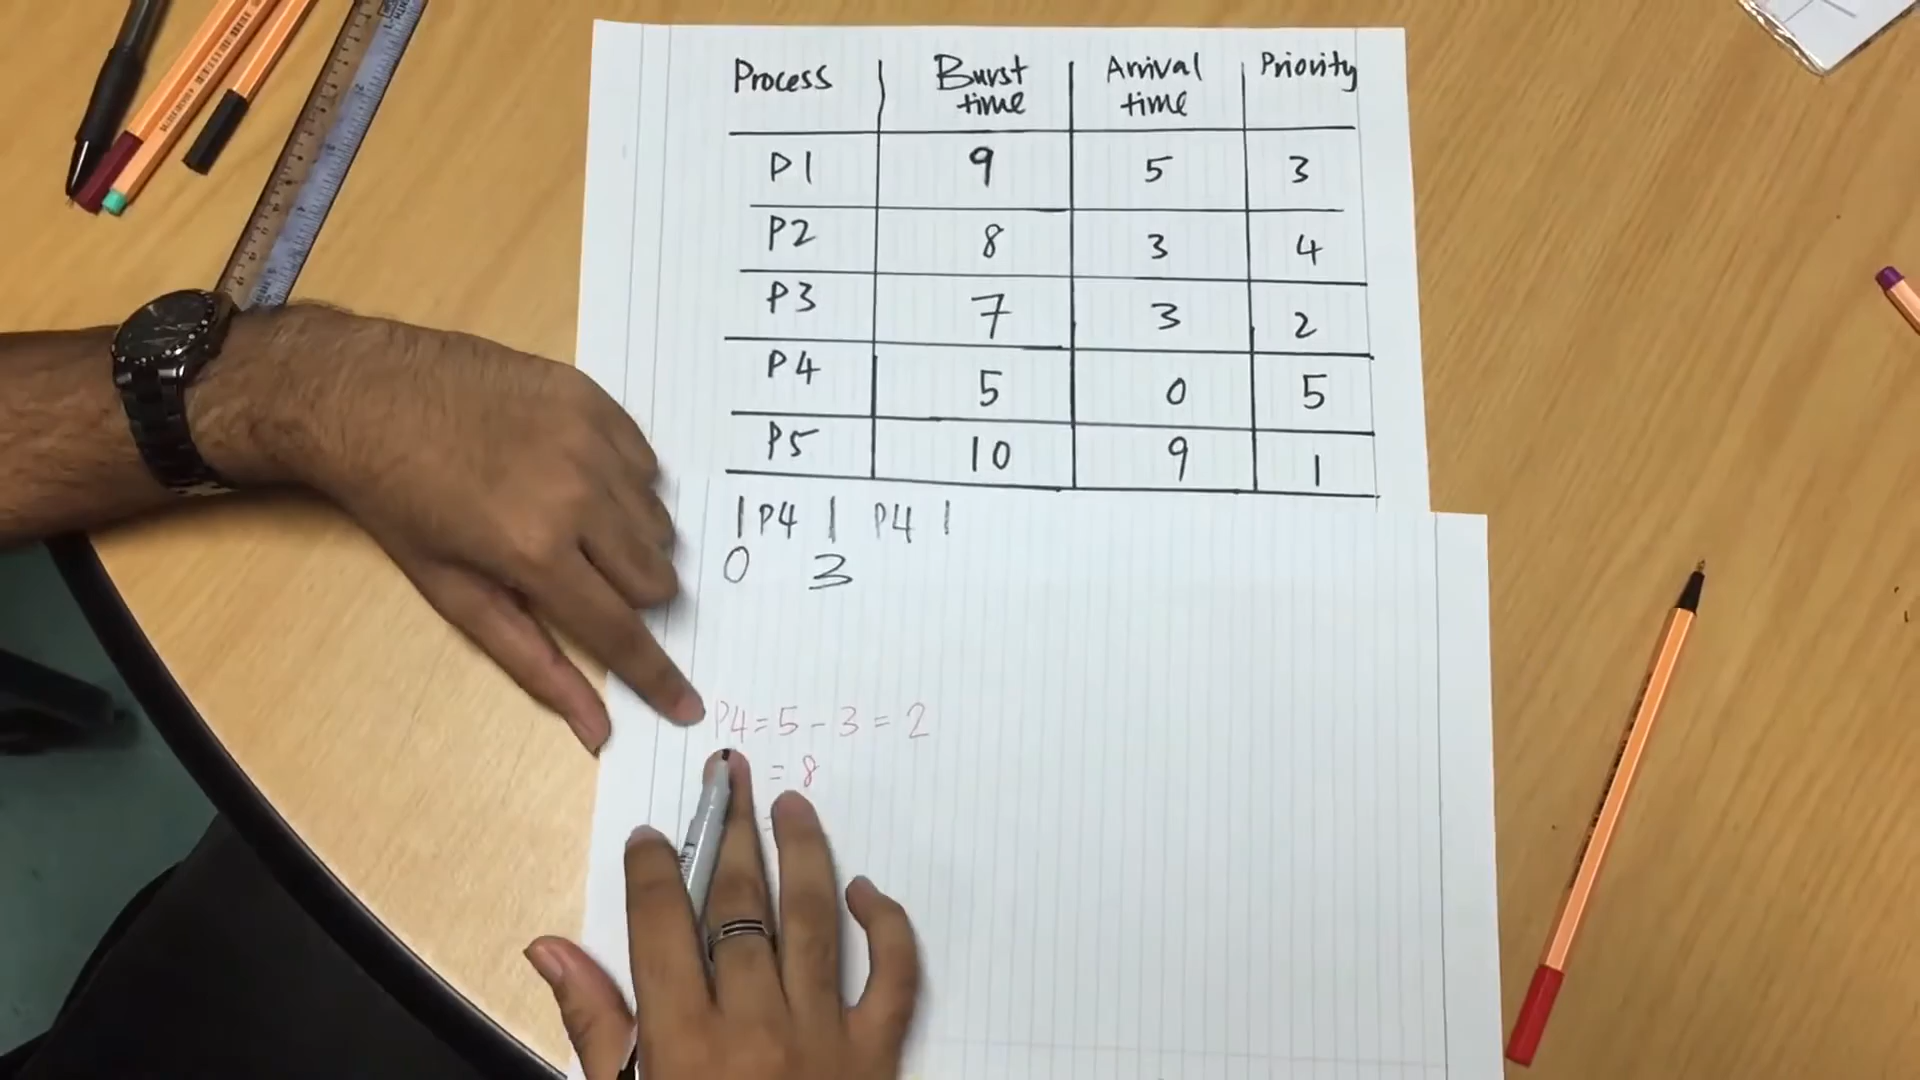 Process Burst time Arrival time Priority
P1 9 5 3
P2 8 3 4
P3 7 3 2
P4 5 0 5
P5 10 9 1
| P4 | P4 |
0 3
P4 = 5 - 3 = 2
= 8